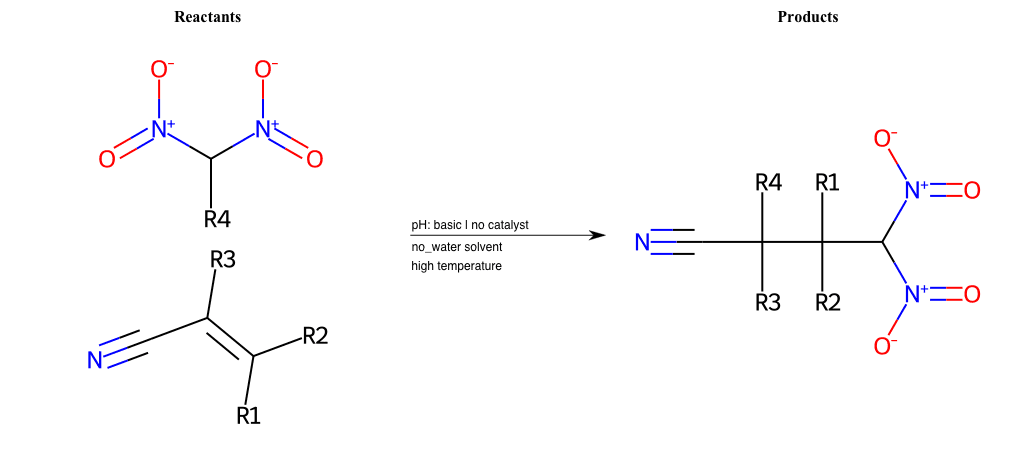 Reactants
Products
O-
O-
N+
N+
O
O
R4
R3
R2
N
R1
pH: basic | no catalyst
no_water solvent
high temperature
O-
R4
R1
N+
O
N
R3
R2
N+
O
O-